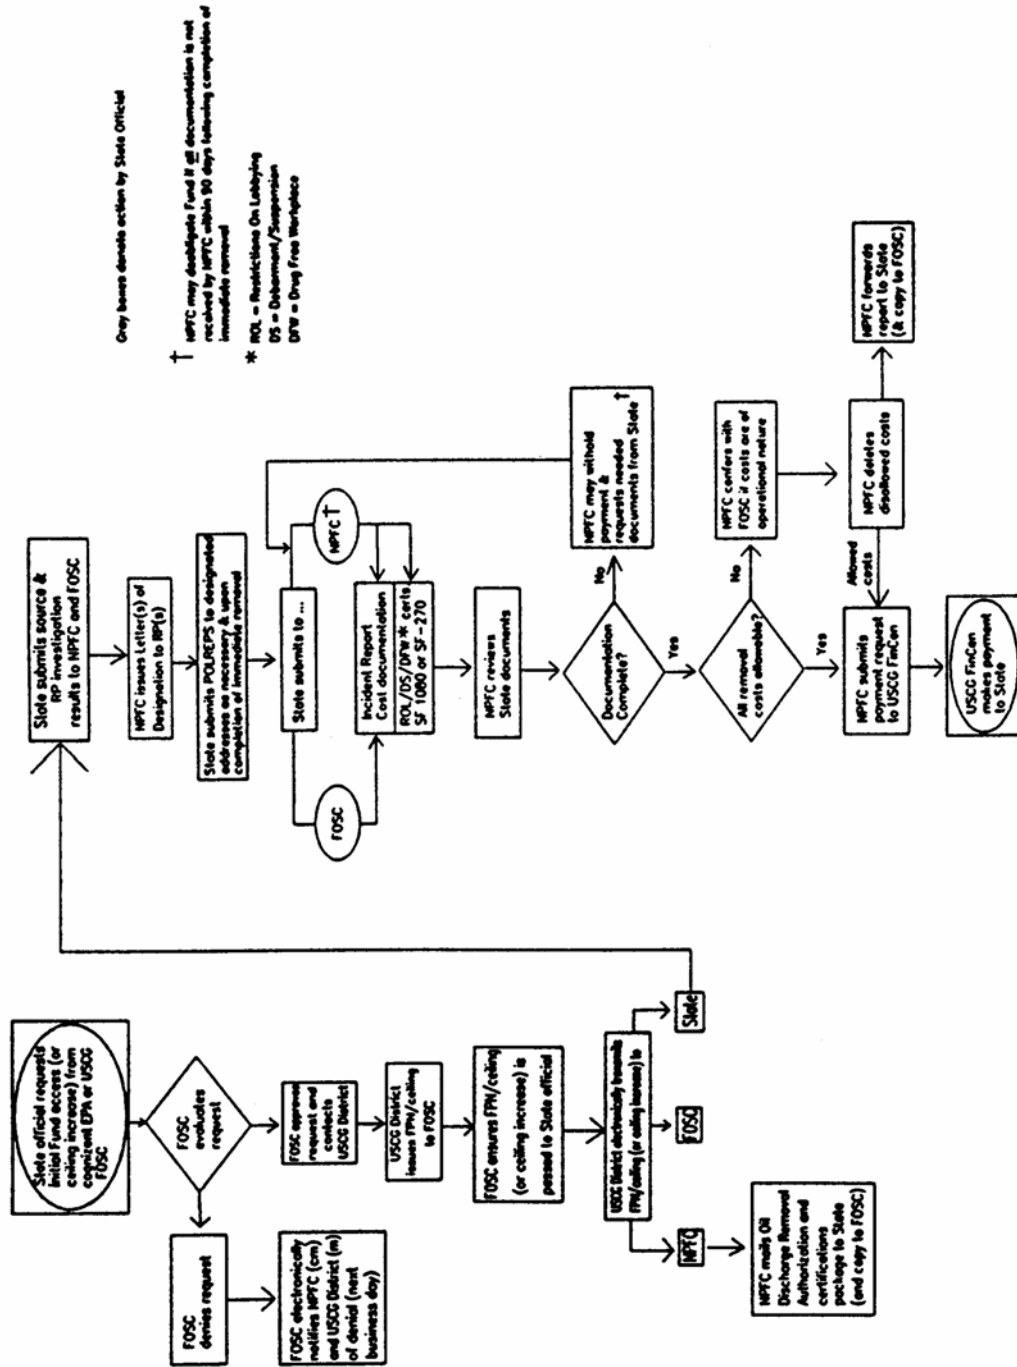 State official requests
Initial Fund access (or
ceiling increase) from
cognizant EPA or USCG
FOSC
FOSC
evaluates
request
FOSC
denies request
FOSC electronically
notifies NPFC (cm)
and USCG District (m)
of denial (next
business day)
FOSC approves
request and
contacts
USCG District
USCG District
issues FPN/ceiling
to FOSC
FOSC ensures FPN/ceiling
(or ceiling increase) is
passed to State official
USCG District electronically transmits
FPN/ceiling (or ceiling increase) to
NPFC
FOSC
State
NPFC mails Oil
Discharge Removal
Authorization and
certifications
package to State
(and copy to FOSC)
State submits source &
RP investigation
results to NPFC and FOSC
NPFC issues Letter(s) of
Designation to RP(s)
State submits POLREPS to designated
addresses as necessary & upon
completion of immediate removal
State submits to ...
FOSC
NPFC †
Incident Report
Cost documentation
ROL/DS/DFW* certs
SF 1080 or SF-270
NPFC reviews
State documents
Documentation
Complete?
No
Yes
NPFC may withold
payment &
requests needed
documents from State †
All removal
costs allowable?
No
Yes
NPFC confers with
FOSC if costs are of
operational nature
NPFC deletes
disallowed costs
Allowed
costs
NPFC forwards
report to State
(& copy to FOSC)
NPFC submits
payment request
to USCG FinCen
USCG FinCen
makes payment
to State
Gray boxes denote action by State Official
† NPFC may deobligate Fund if all documentation is not
received by NPFC within 90 days following completion of
immediate removal
* ROL = Restrictions On Lobbying
DS = Debarment/Suspension
DFW = Drug Free Workplace